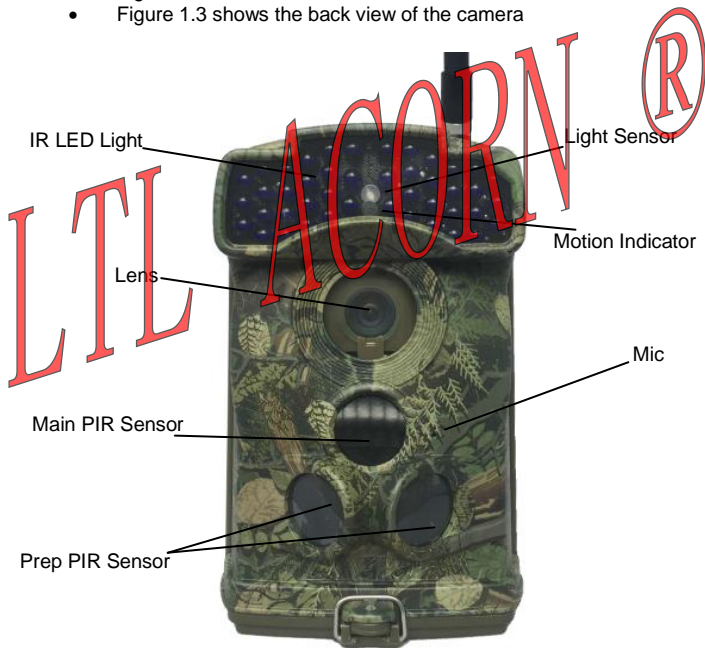 • Figure 1.3 shows the back view of the camera
LTL ACORN ®
IR LED Light
Light Sensor
Motion Indicator
Lens
Mic
Main PIR Sensor
Prep PIR Sensor